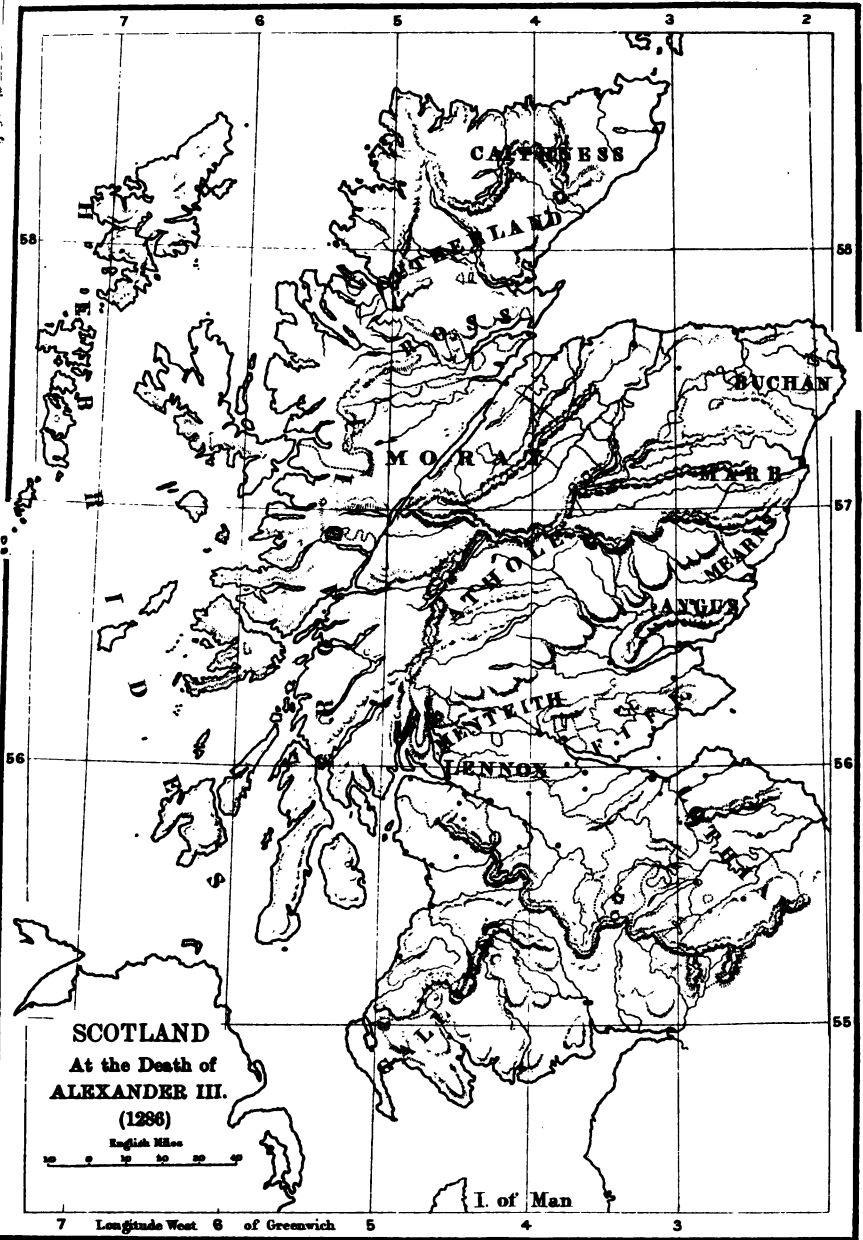 7 6 5 4 3 2
CAITHNESS
SUTHERLAND
58 58
ROSS
HEBRIDES
BUCHAN
MORAY
MARR
57
MEARNS
ATHOLE
ANGUS
MENTEITH
FIFE
56 56
LENNOX
55
SCOTLAND
At the Death of
ALEXANDER III.
(1286)
English Miles
10 0 10 20 30 40
I. of Man
7 Longitude West 6 of Greenwich 5 4 3